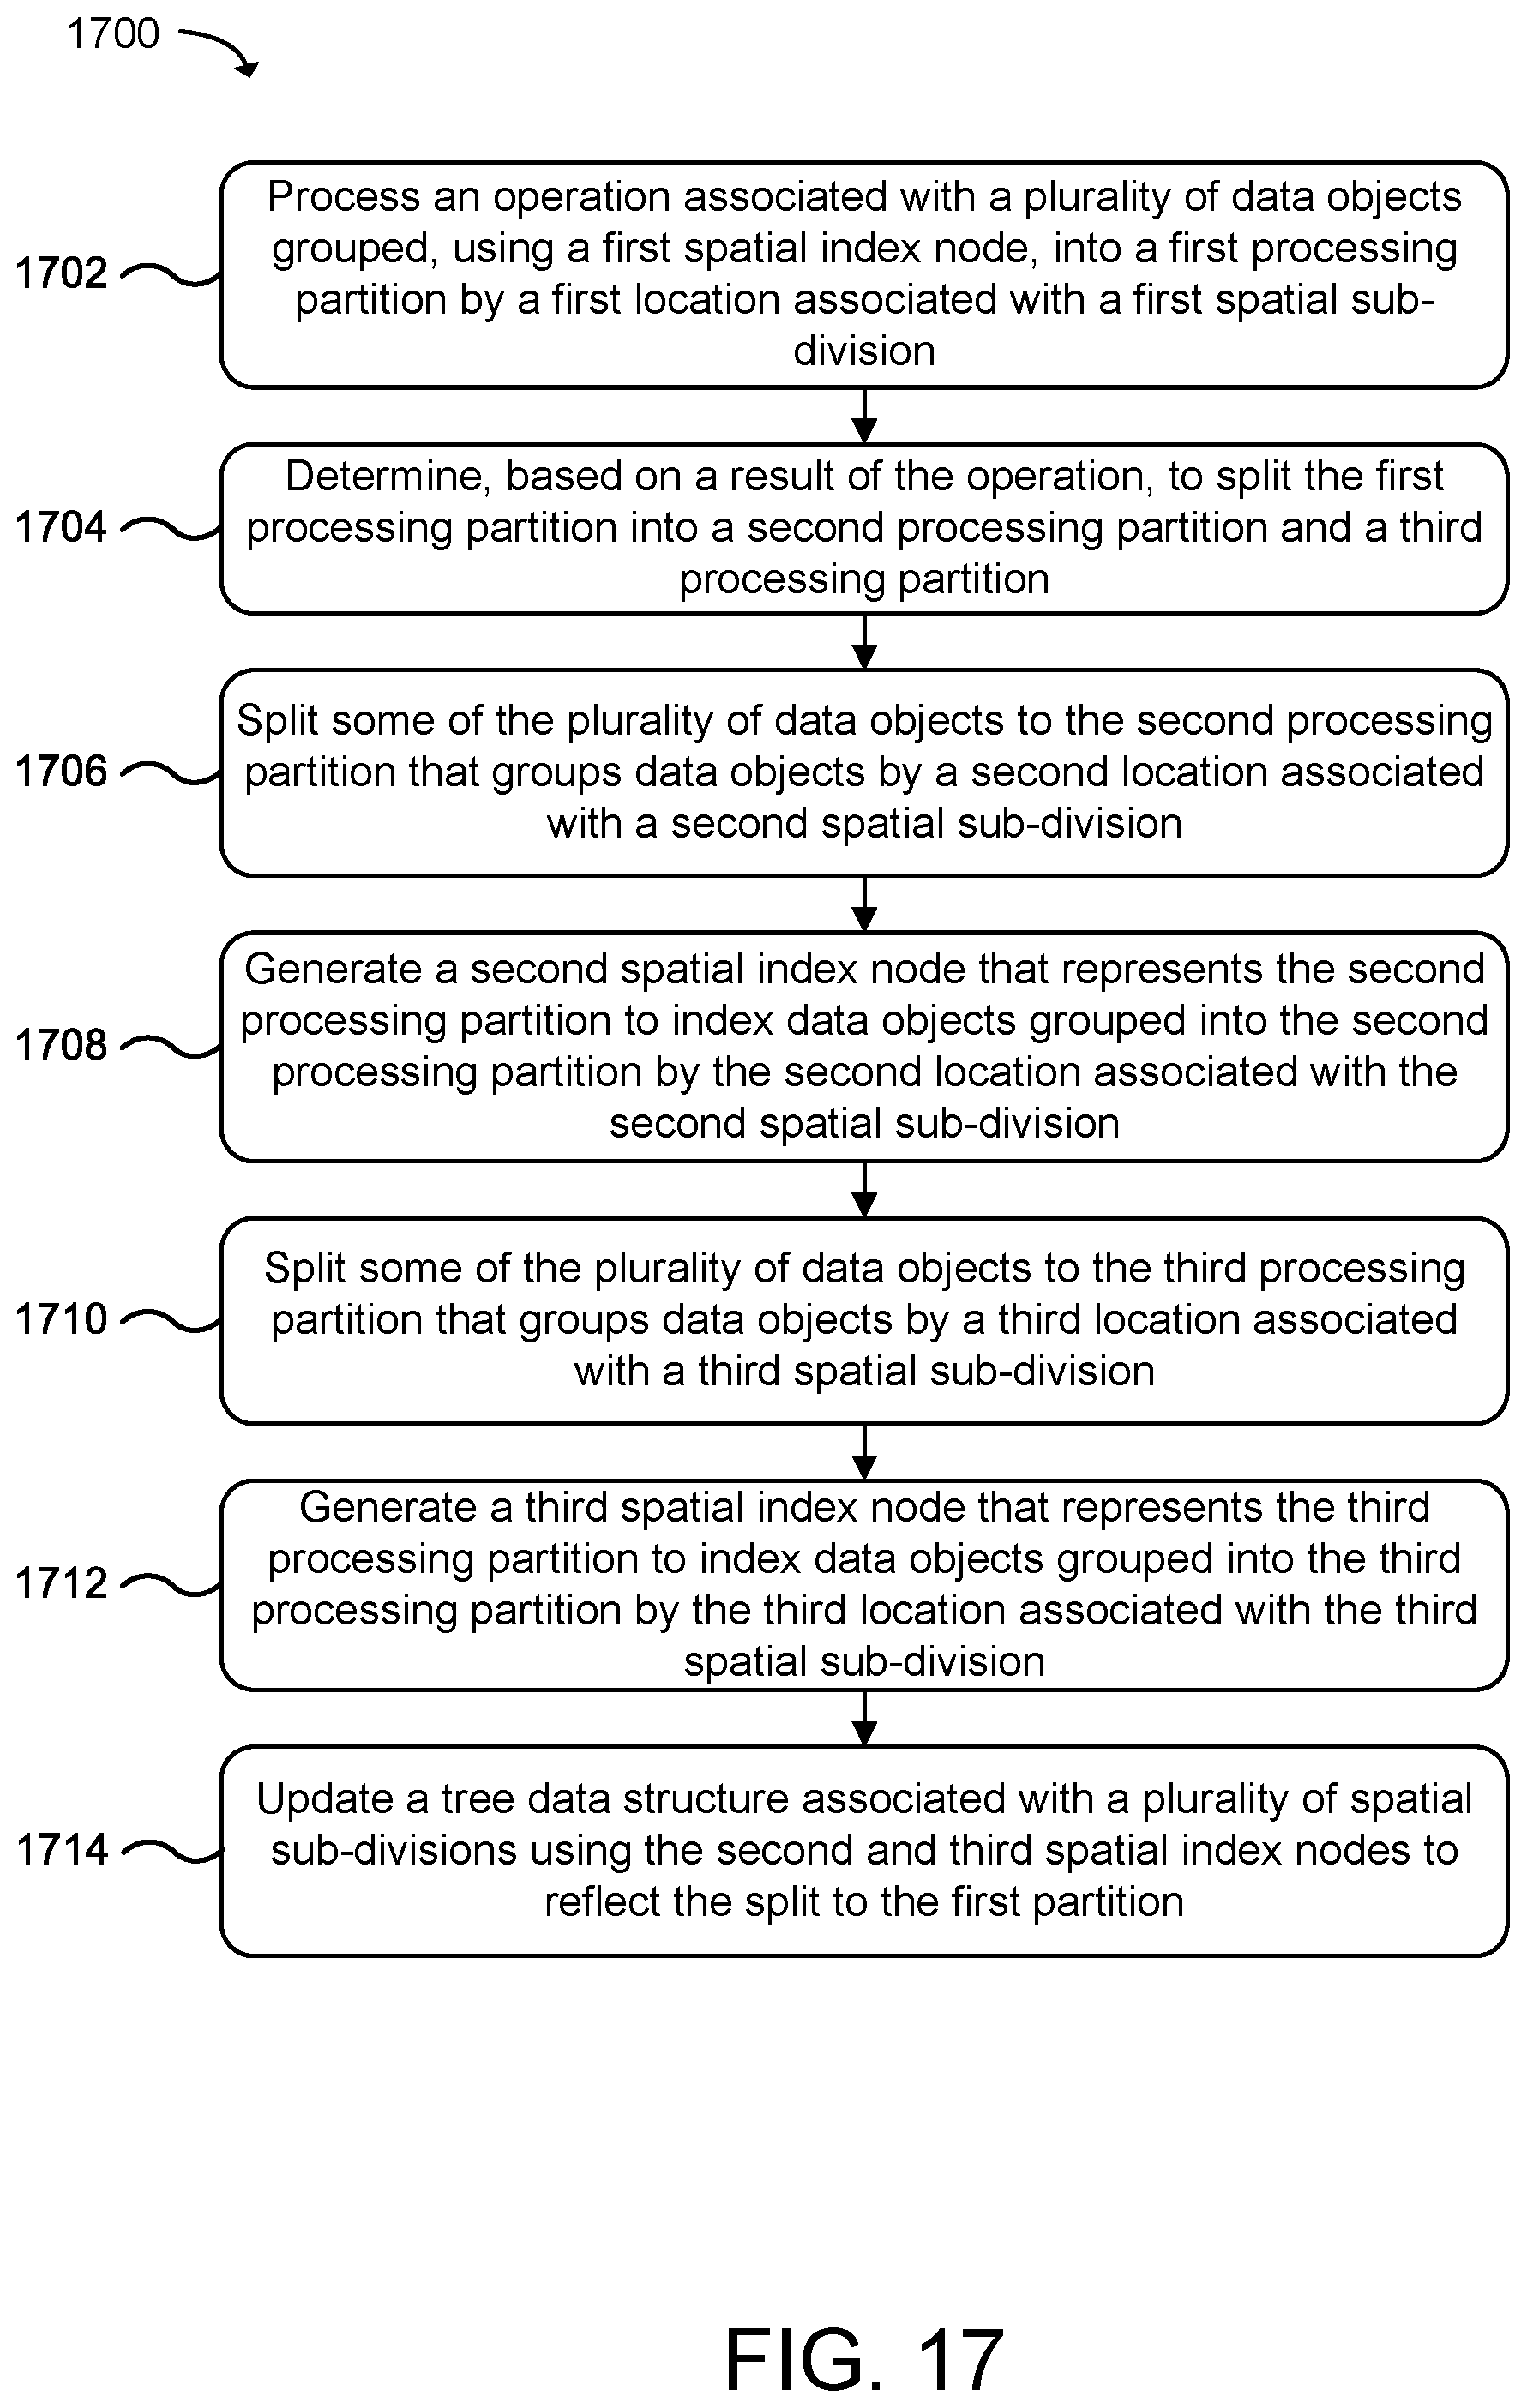 1700
Process an operation associated with a plurality of data objects
grouped, using a first spatial index node, into a first processing
partition by a first location associated with a first spatial sub-
division
1702
Determine, based on a result of the operation, to split the first
processing partition into a second processing partition and a third
processing partition
1704
Split some of the plurality of data objects to the second processing
partition that groups data objects by a second location associated
with a second spatial sub-division
1706
Generate a second spatial index node that represents the second
processing partition to index data objects grouped into the second
processing partition by the second location associated with the
second spatial sub-division
1708
Split some of the plurality of data objects to the third processing
partition that groups data objects by a third location associated
with a third spatial sub-division
1710
Generate a third spatial index node that represents the third
processing partition to index data objects grouped into the third
processing partition by the third location associated with the third
spatial sub-division
1712
Update a tree data structure associated with a plurality of spatial
sub-divisions using the second and third spatial index nodes to
reflect the split to the first partition
1714
FIG. 17